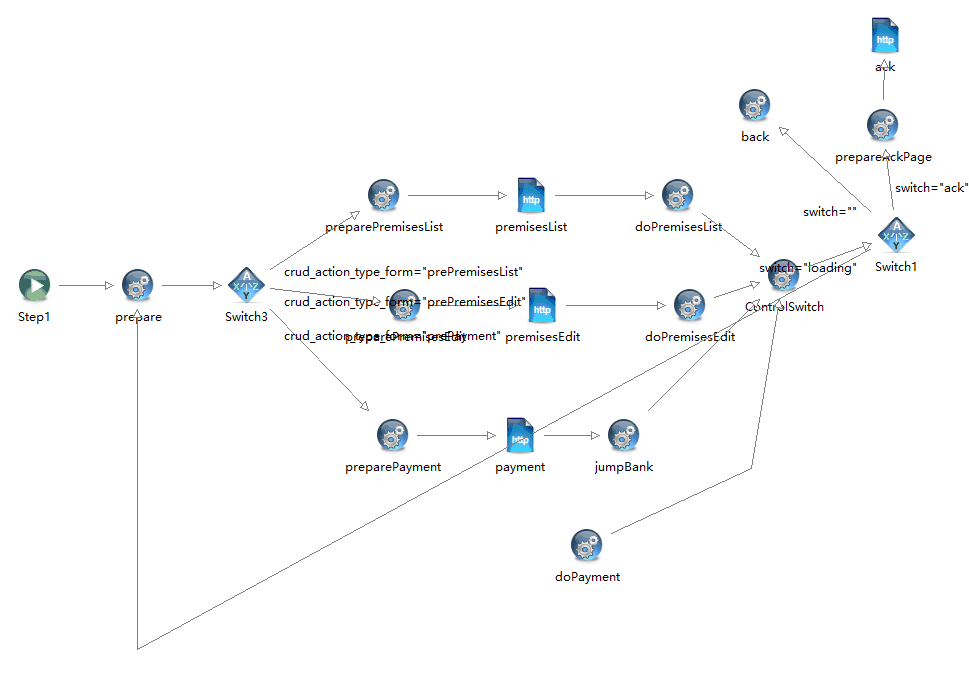 http
ack
back
prepareAckPage
switch="ack"
switch=""
Switch1
http
preparePremisesList
premisesList
doPremisesList
crud_action_type_form="prePremisesList"
switch="loading"
Step1
prepare
Switch3
crud_action_type_form="prePremisesEdit"
http
ControlSwitch
crud_action_type_form="prePayment"
preparePremisesEdit
premisesEdit
doPremisesEdit
http
preparePayment
payment
jumpBank
doPayment
A
X
Z
Y
A
X
Z
Y